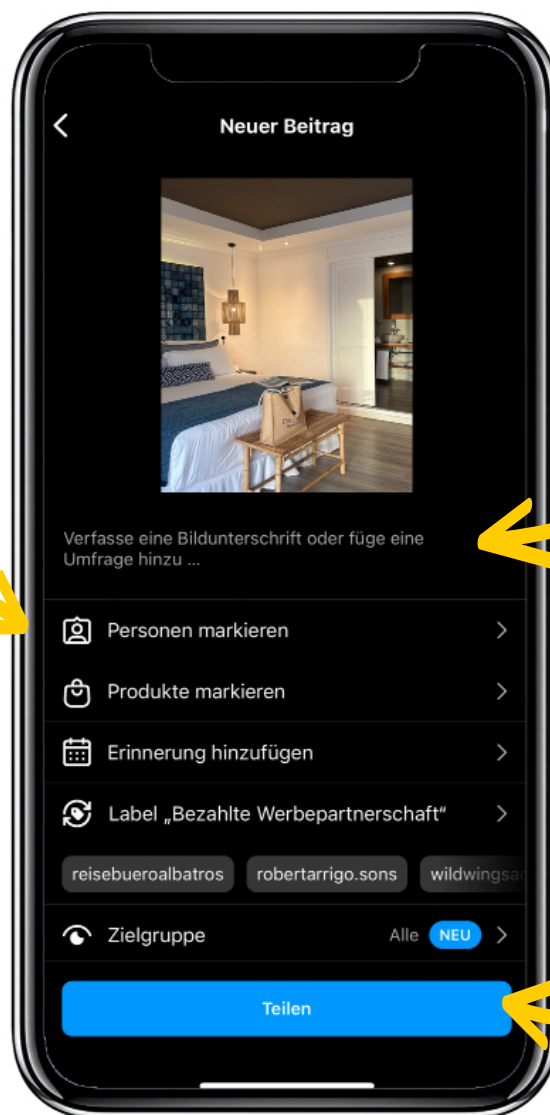 Neuer Beitrag
Verfasse eine Bildunterschrift oder füge eine
Umfrage hinzu ...
Personen markieren
Produkte markieren
Erinnerung hinzufügen
Label „Bezahlte Werbepartnerschaft“
reisebueroalbatros robertarrigo.sons
Zielgruppe Alle NEU
Teilen